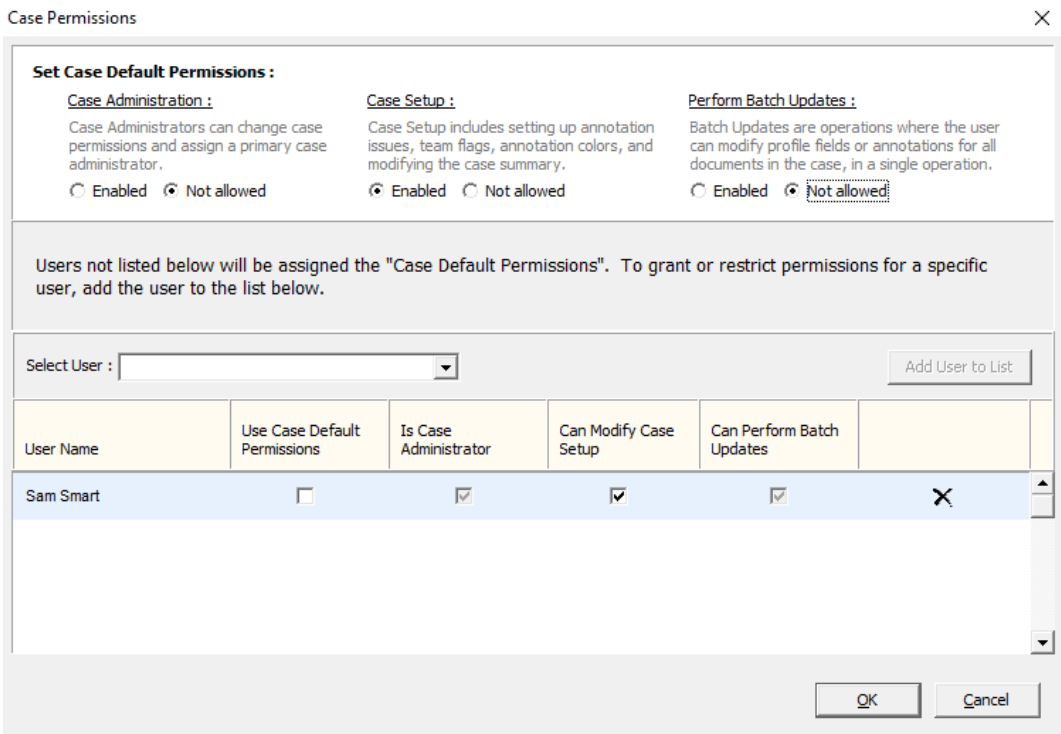 Case Permissions
Set Case Default Permissions :
Case Administration :
Case Administrators can change case
permissions and assign a primary case
administrator.
Enabled Not allowed
Case Setup :
Case Setup includes setting up annotation
issues, team flags, annotation colors, and
modifying the case summary.
Enabled Not allowed
Perform Batch Updates :
Batch Updates are operations where the user
can modify profile fields or annotations for all
documents in the case, in a single operation.
Enabled Not allowed
Users not listed below will be assigned the "Case Default Permissions". To grant or restrict permissions for a specific
user, add the user to the list below.
Select User :
Add User to List
User Name
Use Case Default
Permissions
Is Case
Administrator
Can Modify Case
Setup
Can Perform Batch
Updates
Sam Smart
OK Cancel